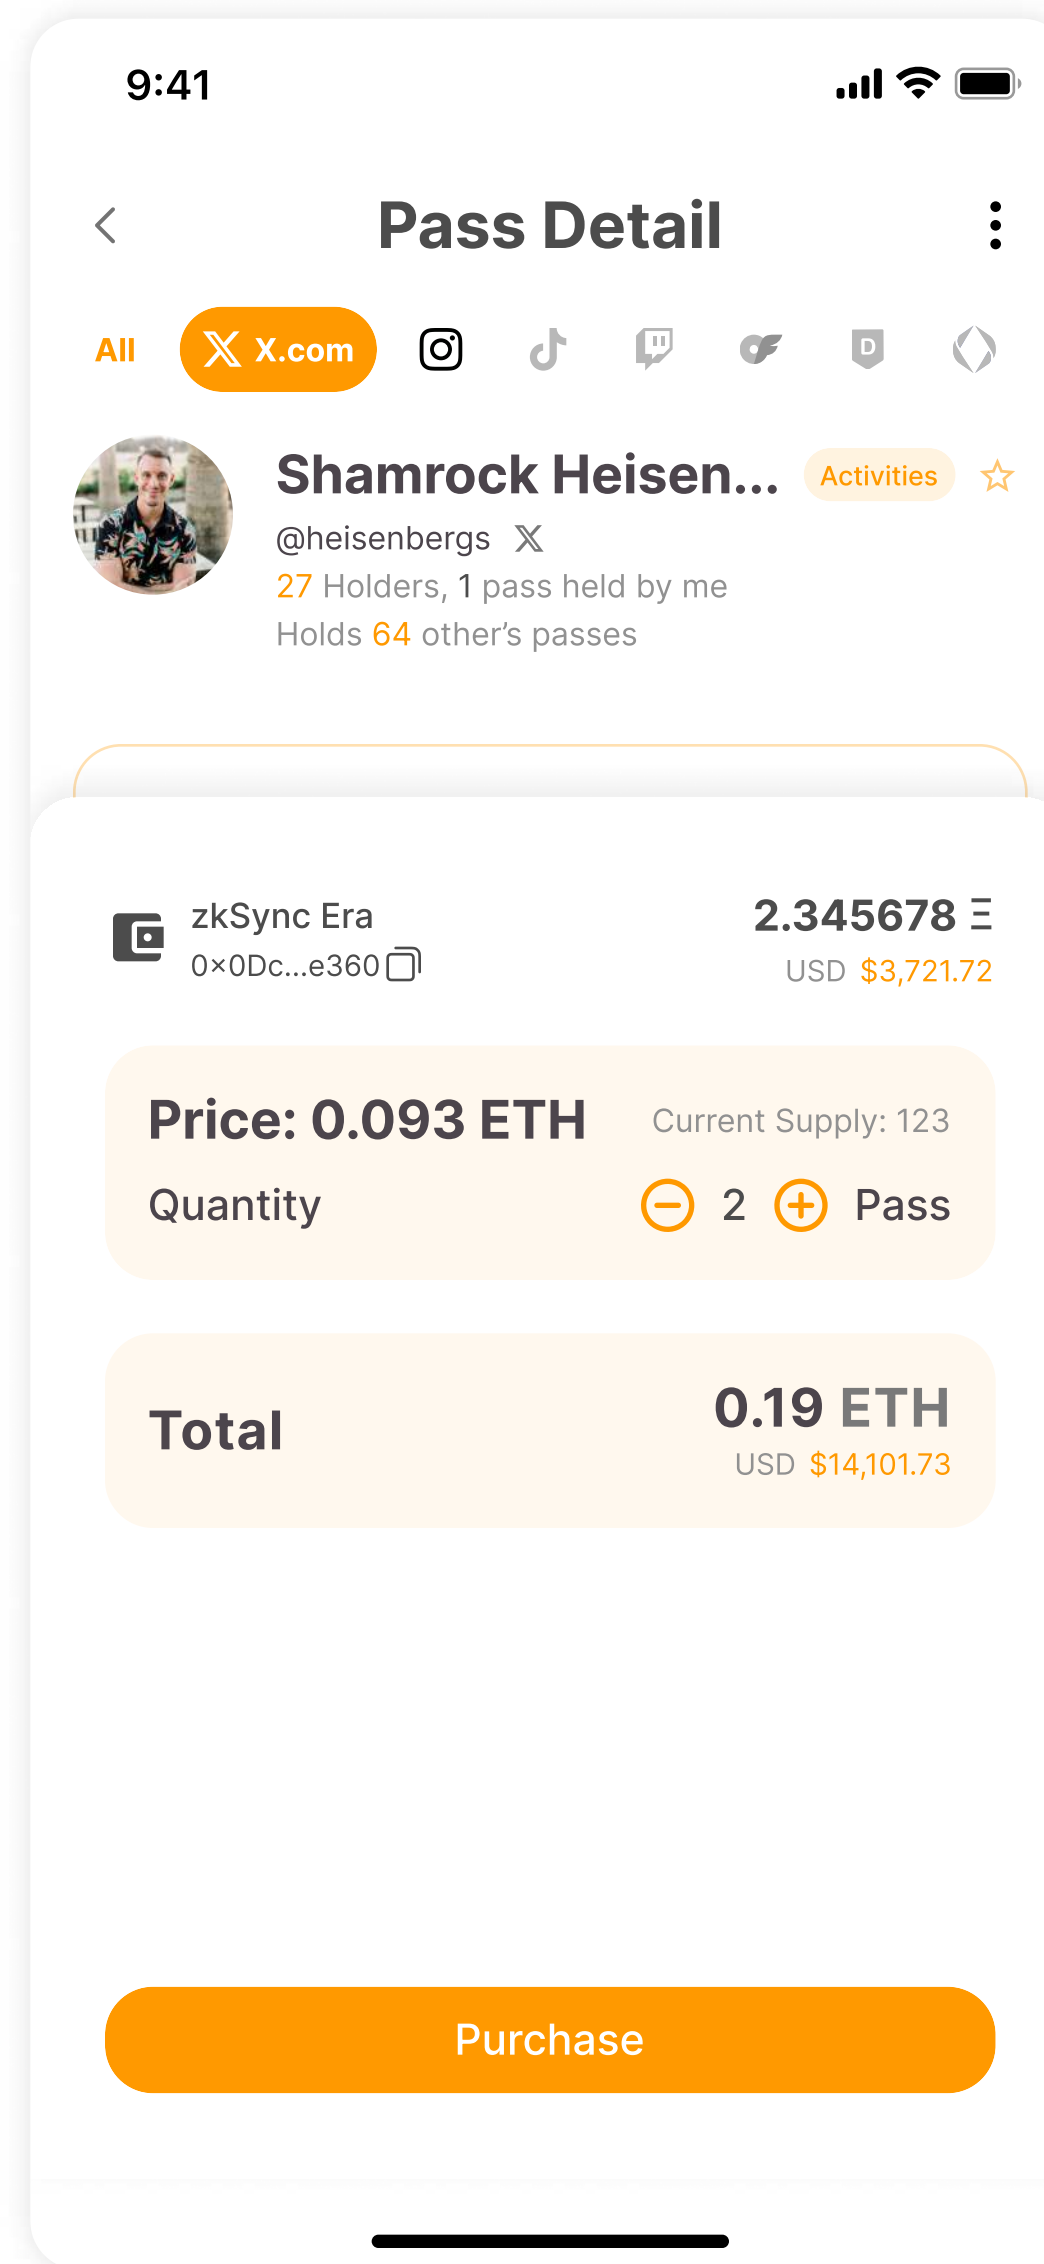 9:41
Pass Detail
All X.com D
Shamrock Heisen... Activities
@heisenbergs
27 Holders, 1 pass held by me
Holds 64 other’s passes
zkSync Era 2.345678 Ξ
0×0Dc...e360 USD $3,721.72
Price: 0.093 ETH Current Supply: 123
Quantity 2 Pass
Total 0.19 ETH
USD $14,101.73
Purchase